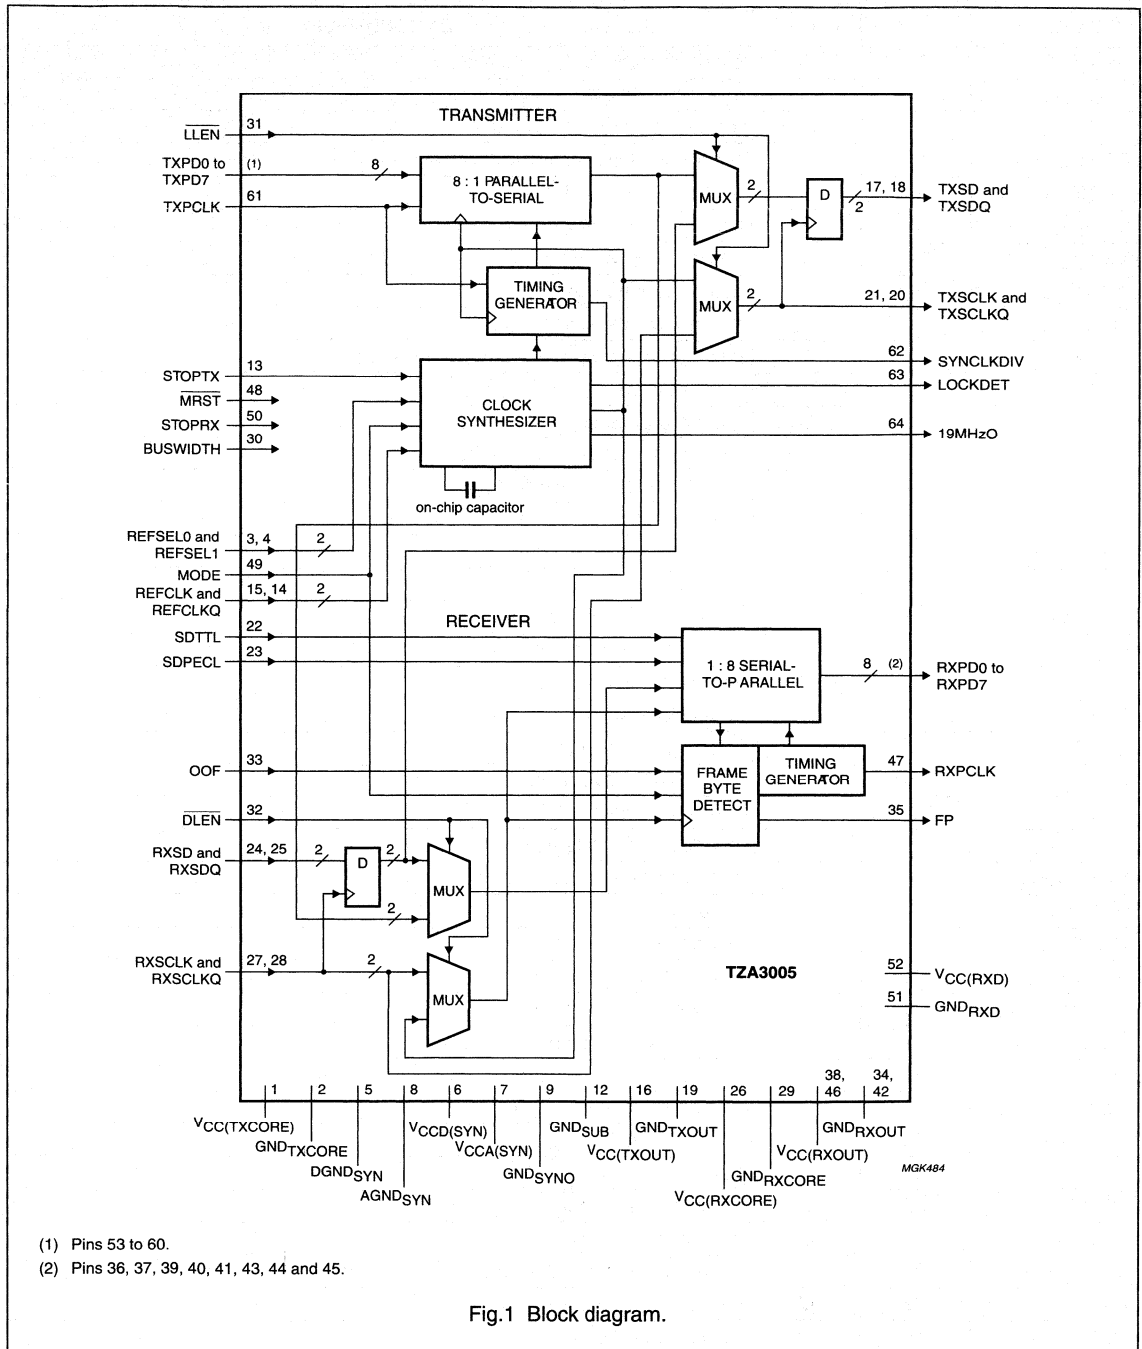 TRANSMITTER
LLEN
31
TXPD0 to
TXPD7
(1)
8
TXPCLK
61
8 : 1 PARALLEL-
TO-SERIAL
MUX
2
D
17, 18
2
TXSD and
TXSDQ
TIMING
GENERATOR
MUX
2
21, 20
TXSCLK and
TXSCLKQ
62
SYNCLKDIV
STOPTX
13
63
LOCKDET
MRST
48
STOPRX
50
BUSWIDTH
30
CLOCK
SYNTHESIZER
64
19MHzO
on-chip capacitor
REFSEL0 and
REFSEL1
3, 4
2
MODE
49
REFCLK and
REFCLKQ
15, 14
2
RECEIVER
SDTTL
22
SDPECL
23
1 : 8 SERIAL-
TO-PARALLEL
8
(2)
RXPD0 to
RXPD7
OOF
33
FRAME
BYTE
DETECT
TIMING
GENERATOR
47
RXPCLK
35
FP
DLEN
32
RXSD and
RXSDQ
24, 25
2
D
2
MUX
2
RXSCLK and
RXSCLKQ
27, 28
2
MUX
TZA3005
52
VCC(RXD)
51
GNDRXD
1
2
5
8
6
7
9
12
16
19
26
29
38,
46
34,
42
VCC(TXCORE)
GNDTXCORE
DGNDSYN
AGNDSYN
VCCD(SYN)
VCCA(SYN)
GNDSYNO
GNDSUB
VCC(TXOUT)
GNDTXOUT
VCC(RXCORE)
GNDRXCORE
VCC(RXOUT)
GNDRXOUT
MGK484
(1) Pins 53 to 60.
(2) Pins 36, 37, 39, 40, 41, 43, 44 and 45.
Fig.1 Block diagram.